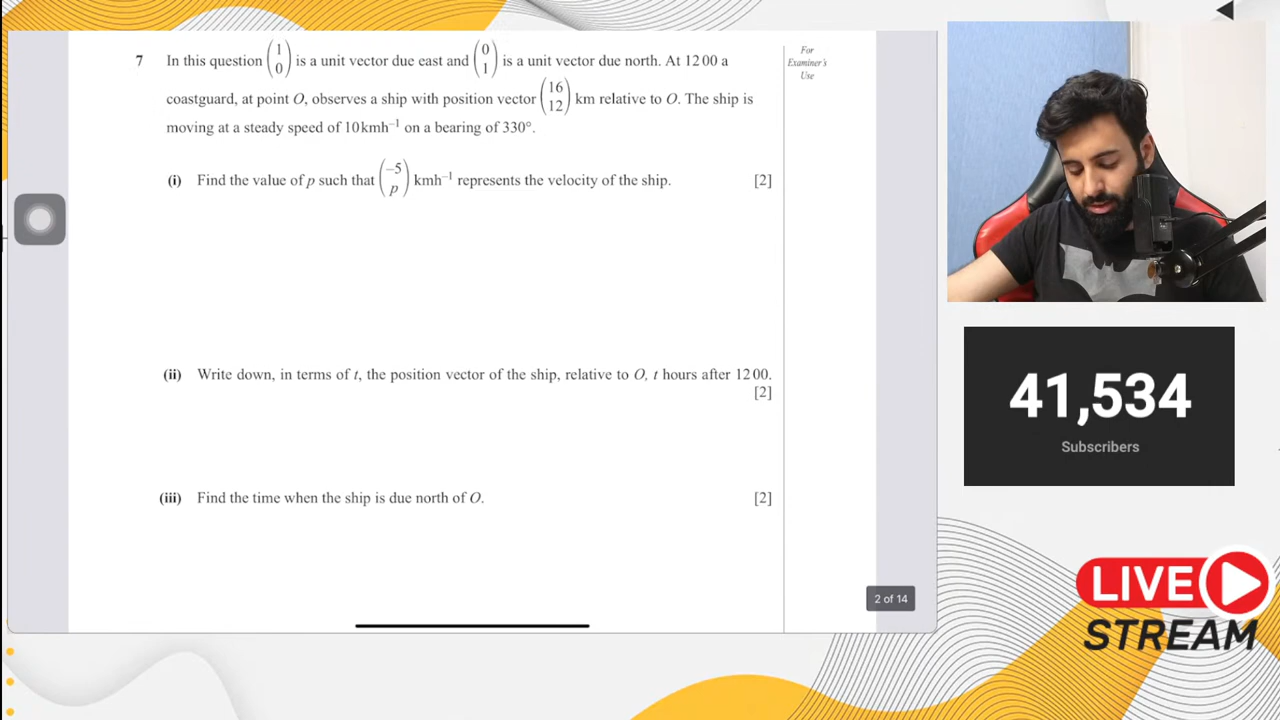 7 In this question (1 0) is a unit vector due east and (0 1) is a unit vector due north. At 12 00 a
coastguard, at point O, observes a ship with position vector (16 12) km relative to O. The ship is
moving at a steady speed of 10 kmh⁻¹ on a bearing of 330°.
(i) Find the value of p such that (–5 p) kmh⁻¹ represents the velocity of the ship. [2]
(ii) Write down, in terms of t, the position vector of the ship, relative to O, t hours after 12 00.
[2]
(iii) Find the time when the ship is due north of O. [2]
For
Examiner's
Use
2 of 14
41,534
Subscribers
LIVE
STREAM